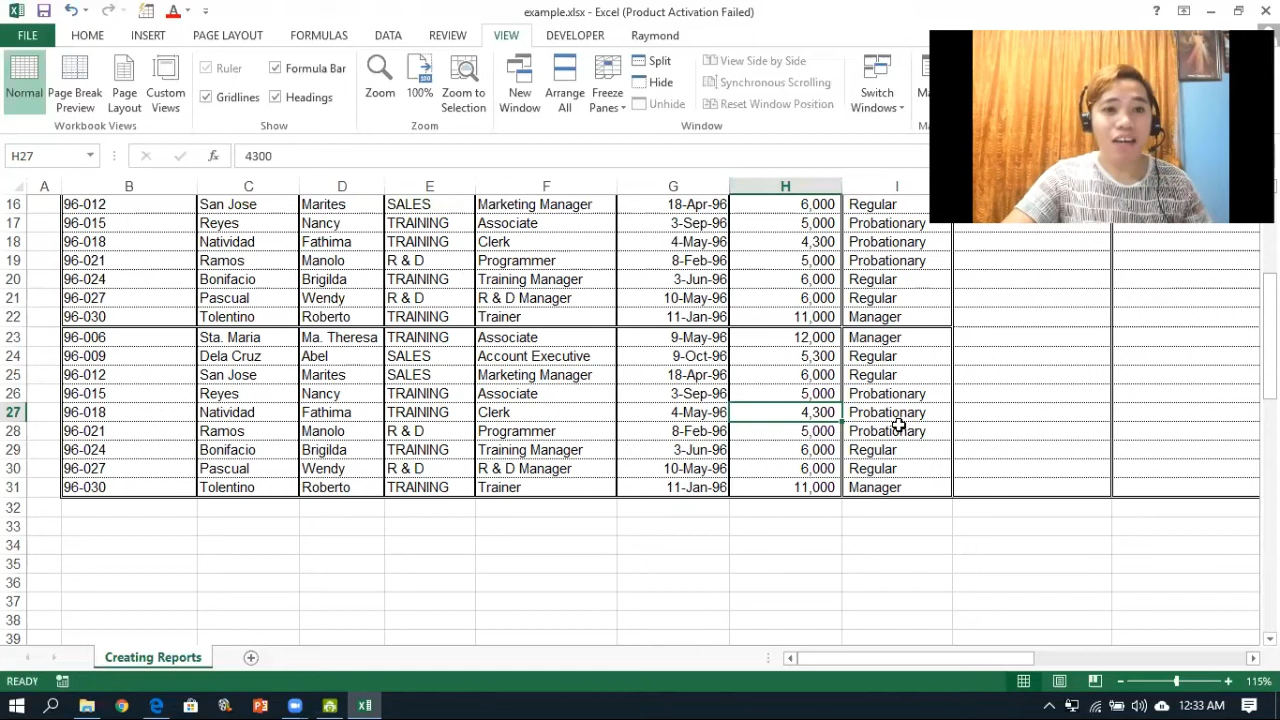 example.xlsx - Excel (Product Activation Failed)
FILE HOME INSERT PAGE LAYOUT FORMULAS DATA REVIEW VIEW DEVELOPER Raymond
Normal Page Break Preview Page Layout Custom Views
Workbook Views
Ruler Formula Bar
Gridlines Headings
Show
Zoom 100% Zoom to Selection
Zoom
New Window Arrange All Freeze Panes
Split
Hide
Unhide
View Side by Side
Synchronous Scrolling
Reset Window Position
Window
Switch Windows
H27 fx 4300
A B C D E F G H I
16 96-012 San Jose Marites SALES Marketing Manager 18-Apr-96 6,000 Regular
17 96-015 Reyes Nancy TRAINING Associate 3-Sep-96 5,000 Probationary
18 96-018 Natividad Fathima TRAINING Clerk 4-May-96 4,300 Probationary
19 96-021 Ramos Manolo R & D Programmer 8-Feb-96 5,000 Probationary
20 96-024 Bonifacio Brigilda TRAINING Training Manager 3-Jun-96 6,000 Regular
21 96-027 Pascual Wendy R & D R & D Manager 10-May-96 6,000 Regular
22 96-030 Tolentino Roberto TRAINING Trainer 11-Jan-96 11,000 Manager
23 96-006 Sta. Maria Ma. Theresa TRAINING Associate 9-May-96 12,000 Manager
24 96-009 Dela Cruz Abel SALES Account Executive 9-Oct-96 5,300 Regular
25 96-012 San Jose Marites SALES Marketing Manager 18-Apr-96 6,000 Regular
26 96-015 Reyes Nancy TRAINING Associate 3-Sep-96 5,000 Probationary
27 96-018 Natividad Fathima TRAINING Clerk 4-May-96 4,300 Probationary
28 96-021 Ramos Manolo R & D Programmer 8-Feb-96 5,000 Probationary
29 96-024 Bonifacio Brigilda TRAINING Training Manager 3-Jun-96 6,000 Regular
30 96-027 Pascual Wendy R & D R & D Manager 10-May-96 6,000 Regular
31 96-030 Tolentino Roberto TRAINING Trainer 11-Jan-96 11,000 Manager
32
33
34
35
36
37
38
39
Creating Reports
READY 115%
12:33 AM